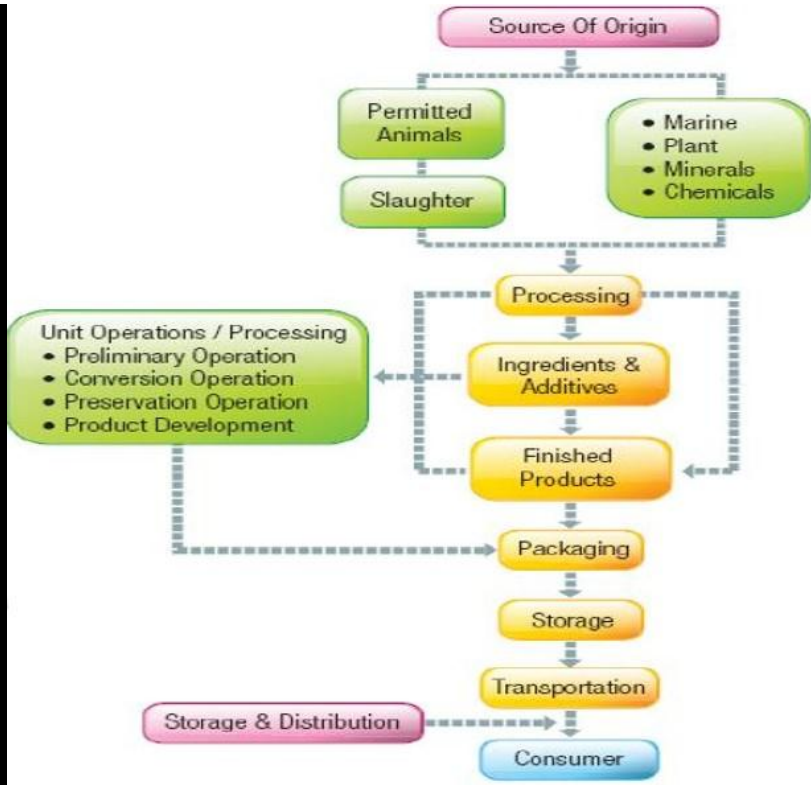 Source Of Origin
Permitted
Animals
• Marine
• Plant
• Minerals
• Chemicals
Slaughter
Processing
Unit Operations / Processing
• Preliminary Operation
• Conversion Operation
• Preservation Operation
• Product Development
Ingredients &
Additives
Finished
Products
Packaging
Storage
Transportation
Storage & Distribution
Consumer